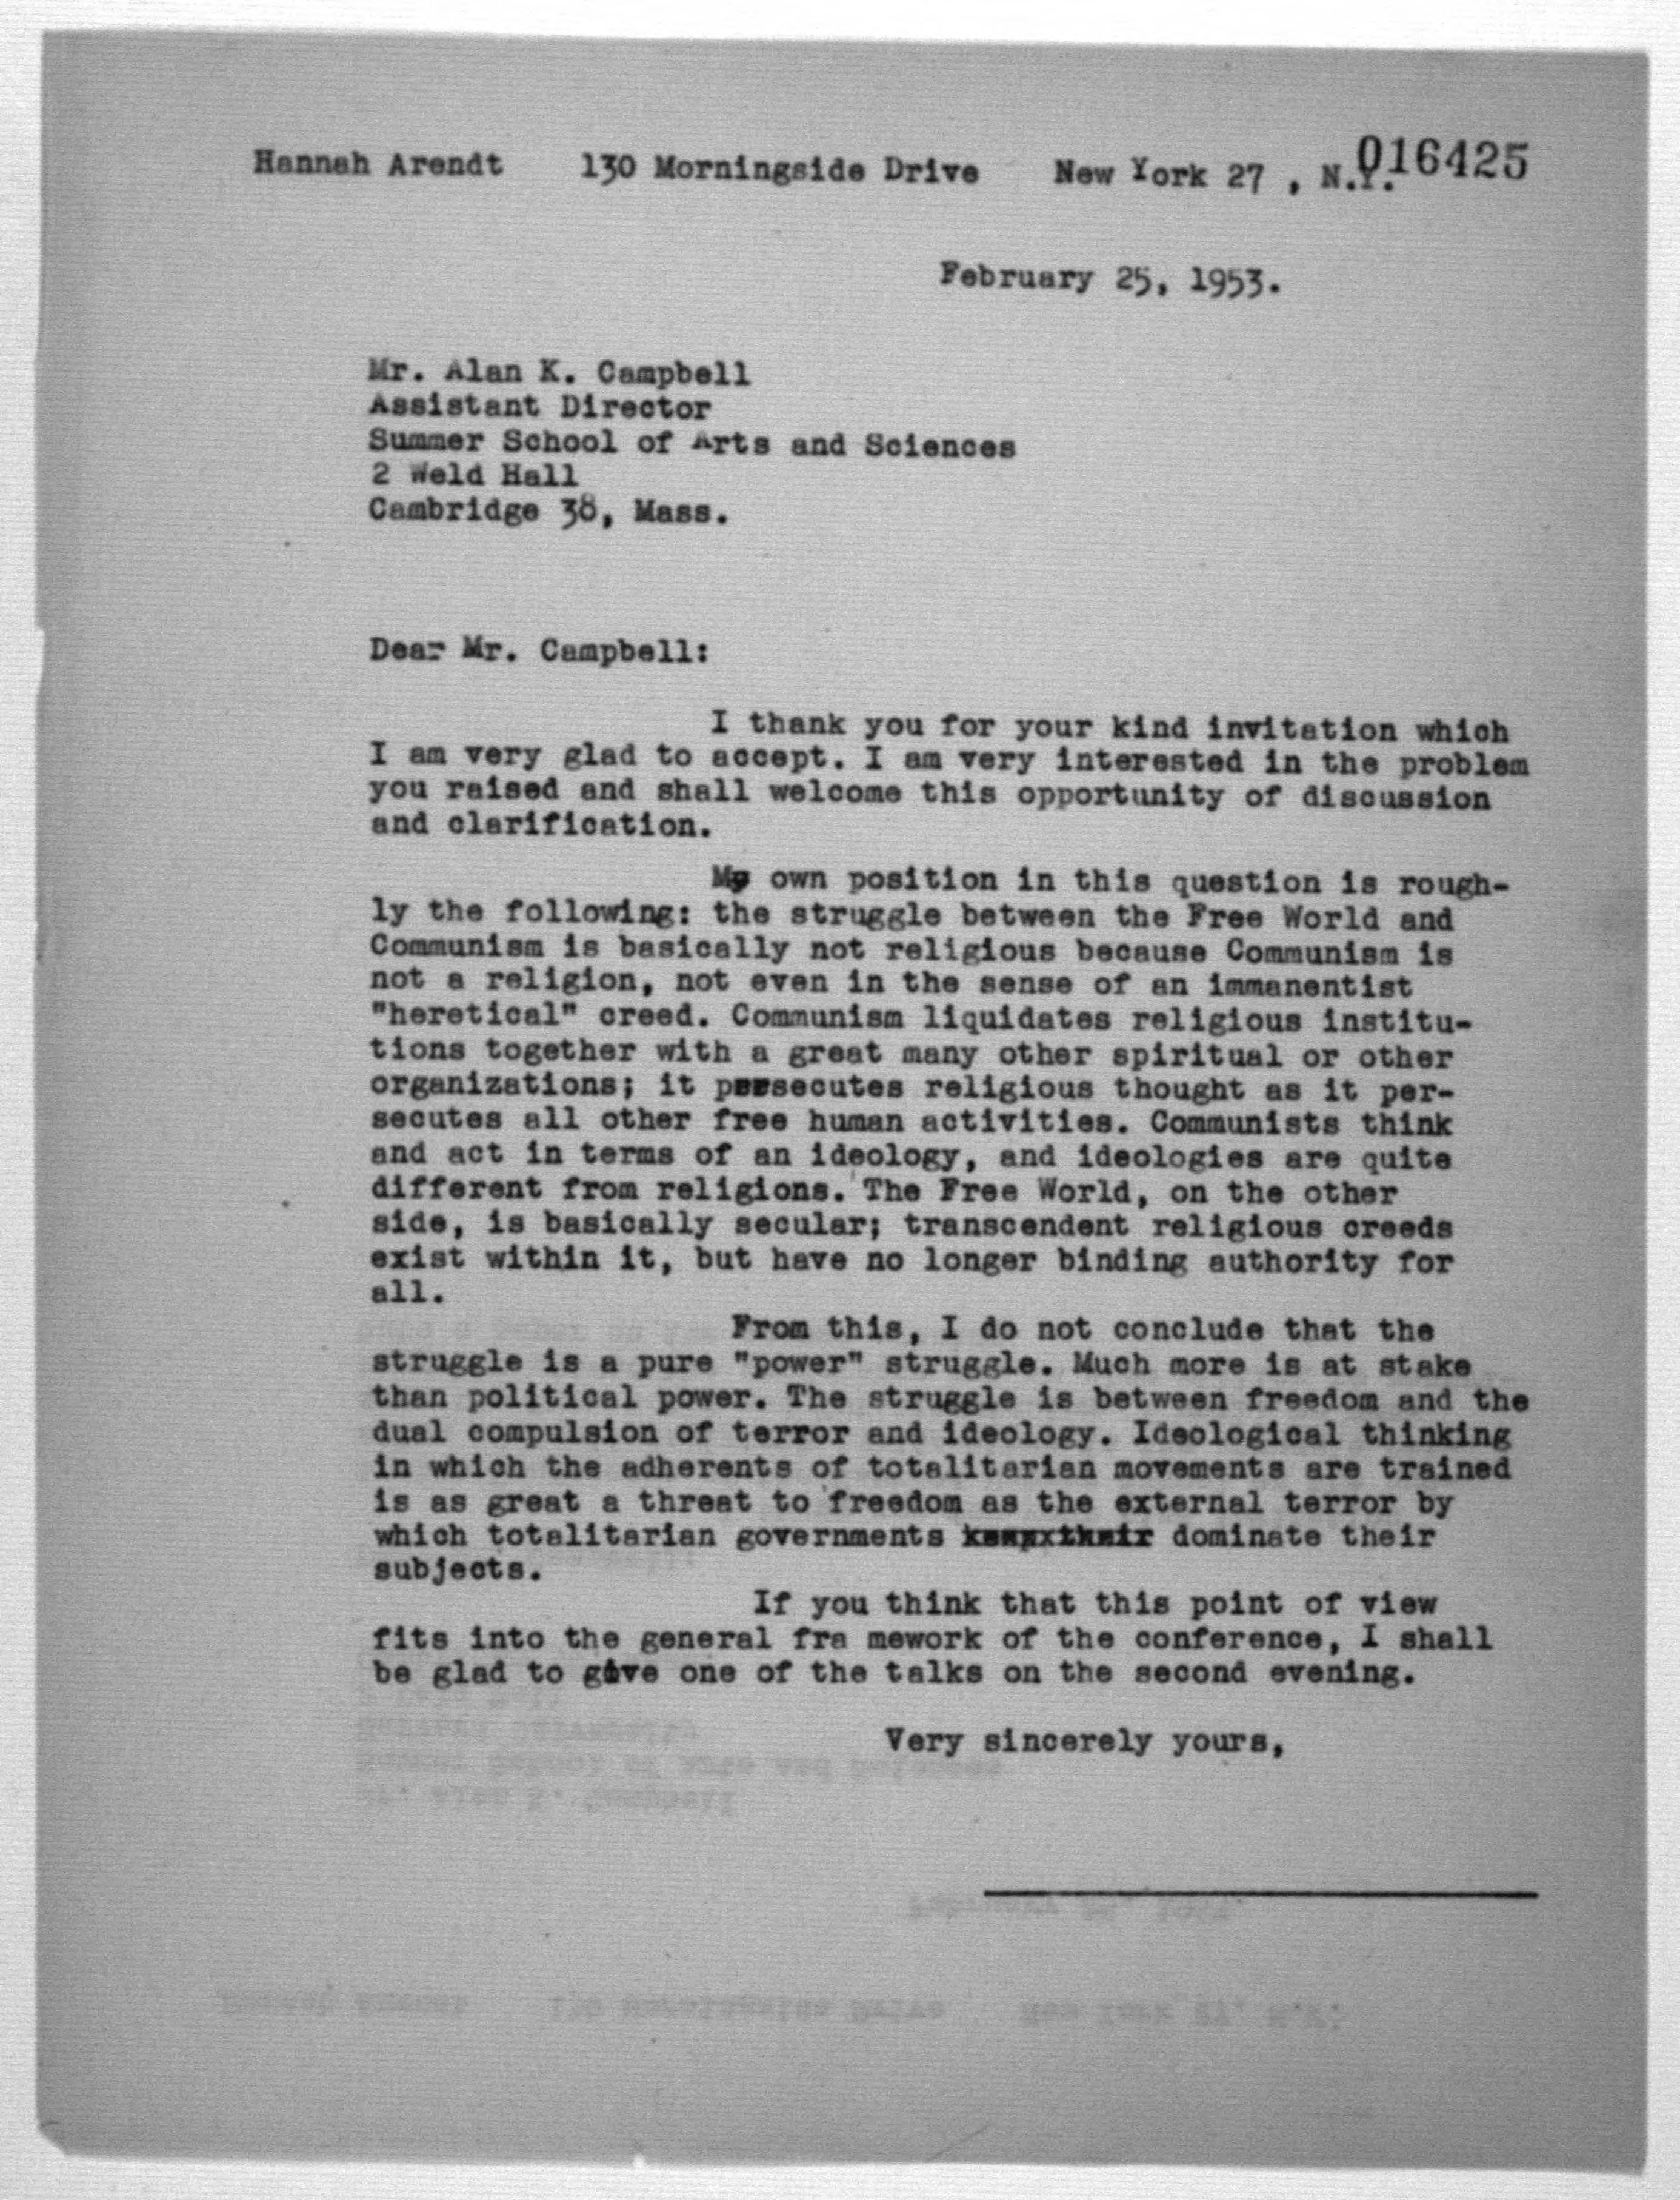 Hannah Arendt 130 Morningside Drive New York 27 , N.Y. 016425
February 25, 1953.
Mr. Alan K. Campbell
Assistant Director
Summer School of Arts and Sciences
2 Weld Hall
Cambridge 38, Mass.
Dear Mr. Campbell:
I thank you for your kind invitation which
I am very glad to accept. I am very interested in the problem
you raised and shall welcome this opportunity of discussion
and clarification.
My own position in this question is rough-
ly the following: the struggle between the Free World and
Communism is basically not religious because Communism is
not a religion, not even in the sense of an immanentist
"heretical" creed. Communism liquidates religious institu-
tions together with a great many other spiritual or other
organizations; it persecutes religious thought as it per-
secutes all other free human activities. Communists think
and act in terms of an ideology, and ideologies are quite
different from religions. The Free World, on the other
side, is basically secular; transcendent religious creeds
exist within it, but have no longer binding authority for
all.
From this, I do not conclude that the
struggle is a pure "power" struggle. Much more is at stake
than political power. The struggle is between freedom and the
dual compulsion of terror and ideology. Ideological thinking
in which the adherents of totalitarian movements are trained
is as great a threat to freedom as the external terror by
which totalitarian governments dominate their
subjects.
If you think that this point of view
fits into the general fra mework of the conference, I shall
be glad to give one of the talks on the second evening.
Very sincerely yours,